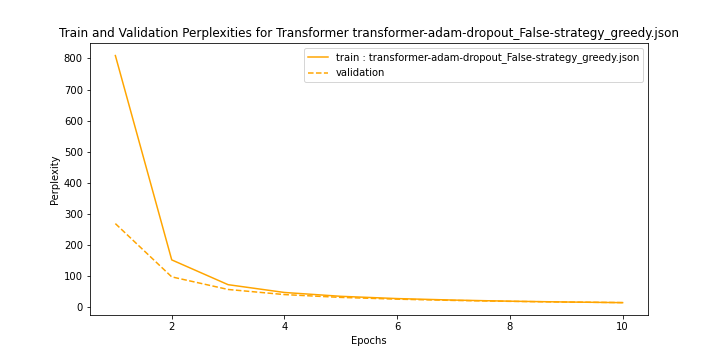 Train and Validation Perplexities for Transformer transformer-adam-dropout_False-strategy_greedy.json
train : transformer-adam-dropout_False-strategy_greedy.json
validation
800
700
600
500
400
300
200
100
0
Perplexity
2
4
6
8
10
Epochs